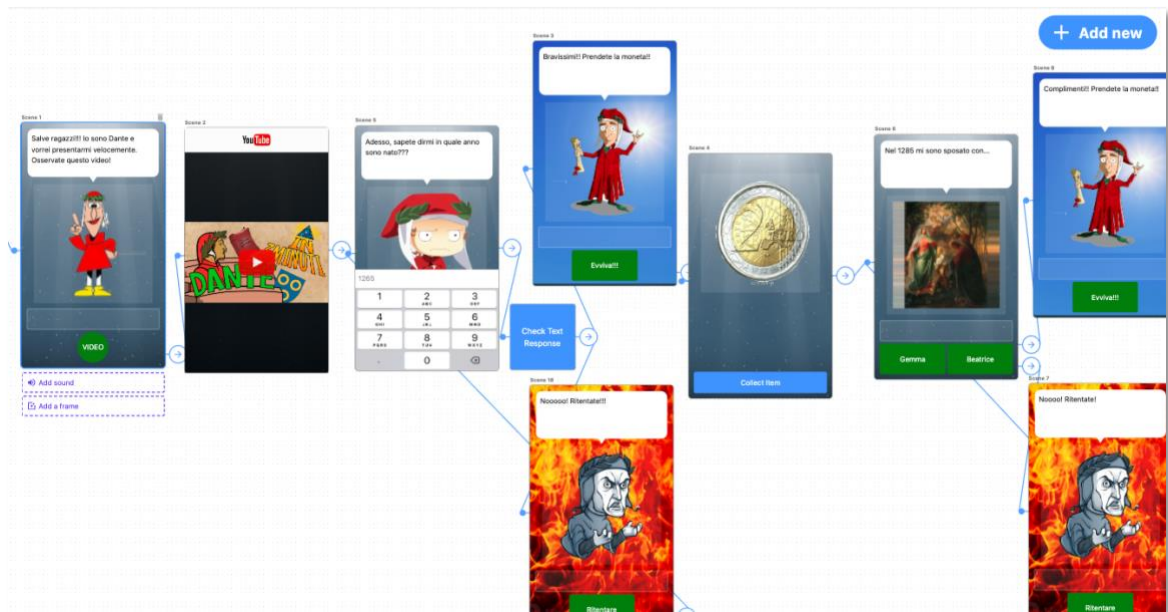 Add new
Scene 1
Salve ragazzi!!! Io sono Dante e
vorrei presentarmi velocemente.
Osservate questo video!
VIDEO
Add sound
Add a frame
Scene 2
YouTube
DANTE
IN
MINUTE
Scene 5
Adesso, sapete dirmi in quale anno
sono nato???
1265
1
2
ABC
3
DEF
4
GHI
5
JKL
6
MNO
7
PQRS
8
TUV
9
WXYZ
.
0
Check Text
Response
Scene 3
Bravissimi!! Prendete la moneta!!
Evviva!!!
Scene 10
Nooooo! Ritentate!!!
Ritentare
Scene 4
Collect Item
Scene 6
Nel 1285 mi sono sposato con...
Gemma
Beatrice
Scene 8
Complimenti!! Prendete la moneta!!
Evviva!!!
Scene 7
Noooo! Ritentate!
Ritentare